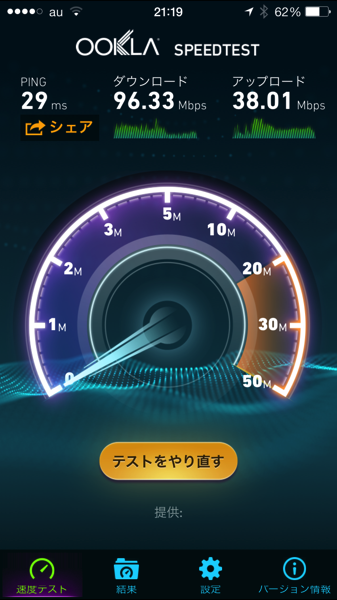 au 21:19 62%
OOKLA SPEEDTEST
PING ダウンロード アップロード
29 ms 96.33 Mbps 38.01 Mbps
シェア
5M
3M 10M
2M 20M
1M 30M
0 50M
テストをやり直す
提供:
速度テスト 結果 設定 バージョン情報